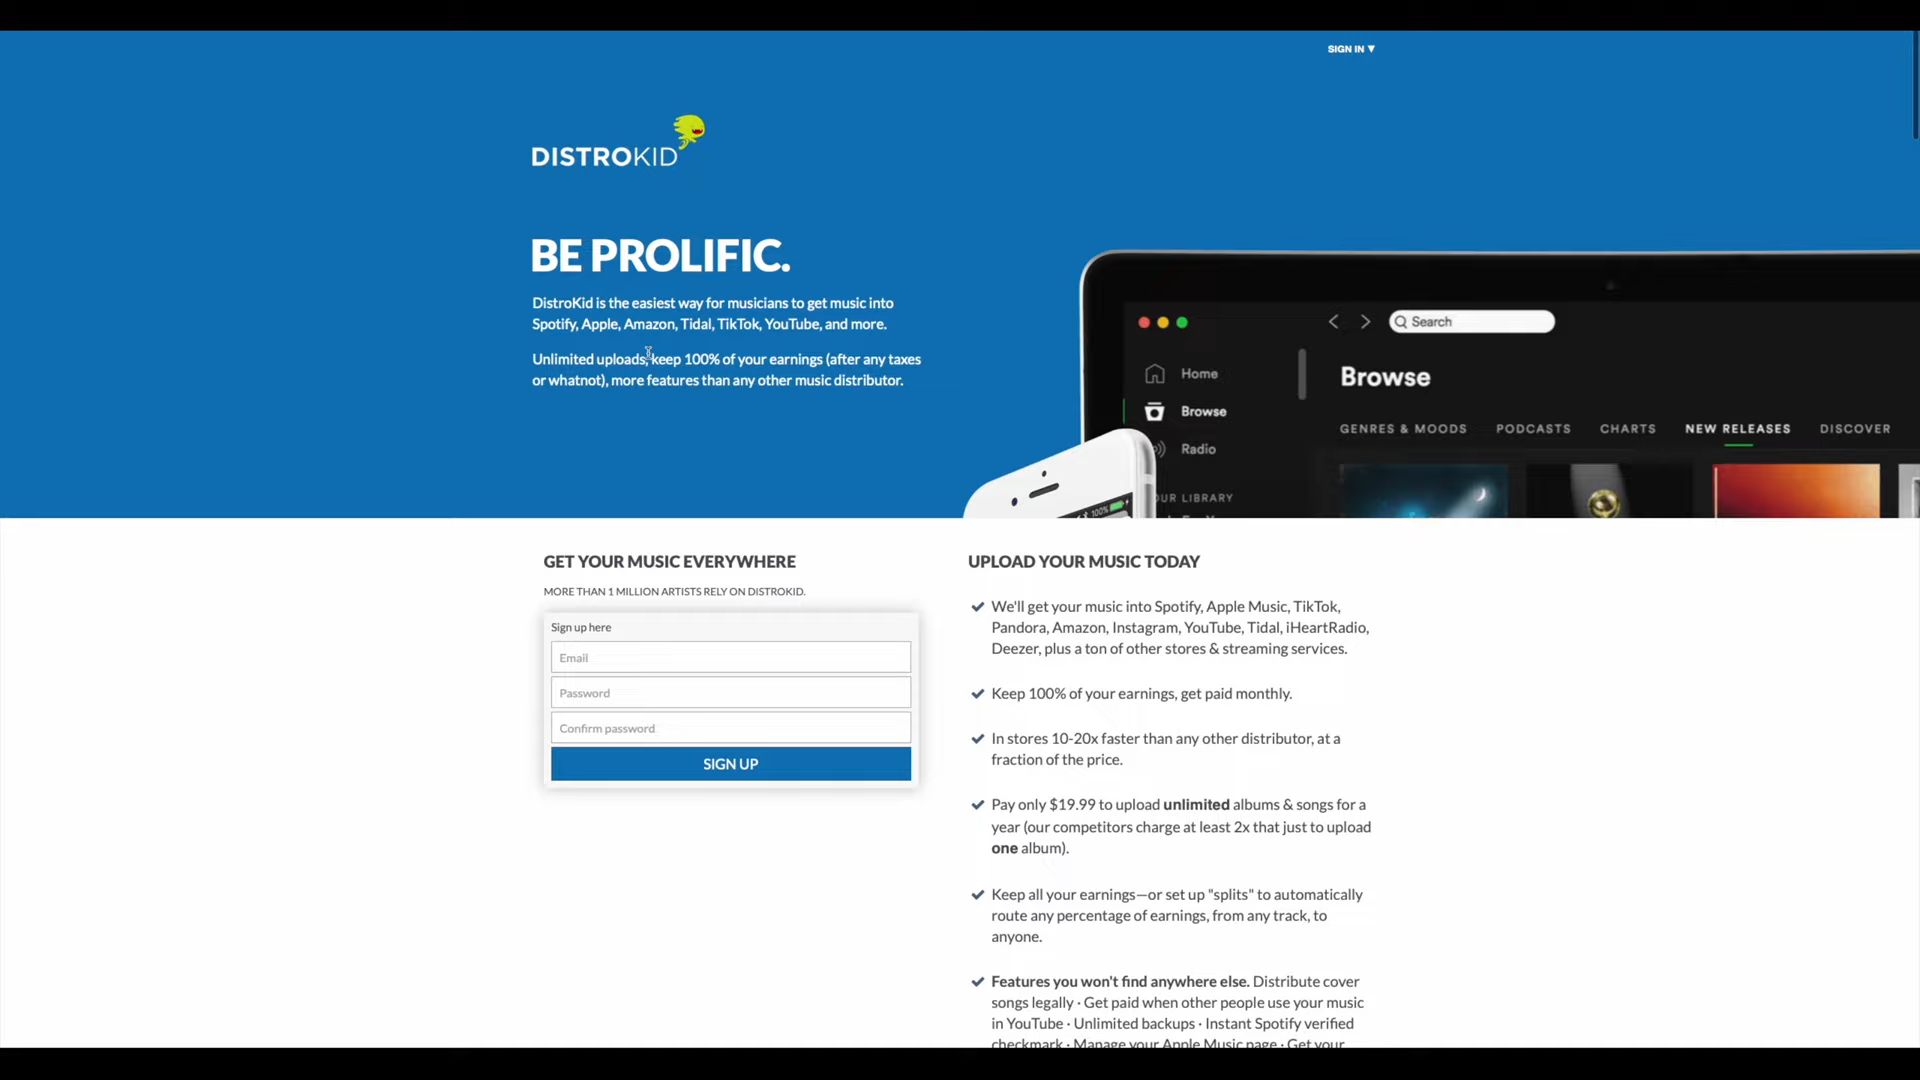 SIGN IN ▼
DISTROKID
BE PROLIFIC.
DistroKid is the easiest way for musicians to get music into
Spotify, Apple, Amazon, Tidal, TikTok, YouTube, and more.
Unlimited uploads, keep 100% of your earnings (after any taxes
or whatnot), more features than any other music distributor.
Search
Home
Browse
Radio
OUR LIBRARY
Browse
GENRES & MOODS PODCASTS CHARTS NEW RELEASES DISCOVER
100%
GET YOUR MUSIC EVERYWHERE
MORE THAN 1 MILLION ARTISTS RELY ON DISTROKID.
Sign up here
Email
Password
Confirm password
SIGN UP
UPLOAD YOUR MUSIC TODAY
We'll get your music into Spotify, Apple Music, TikTok,
Pandora, Amazon, Instagram, YouTube, Tidal, iHeartRadio,
Deezer, plus a ton of other stores & streaming services.
Keep 100% of your earnings, get paid monthly.
In stores 10-20x faster than any other distributor, at a
fraction of the price.
Pay only $19.99 to upload unlimited albums & songs for a
year (our competitors charge at least 2x that just to upload
one album).
Keep all your earnings—or set up "splits" to automatically
route any percentage of earnings, from any track, to
anyone.
Features you won't find anywhere else. Distribute cover
songs legally · Get paid when other people use your music
in YouTube · Unlimited backups · Instant Spotify verified
checkmark · Manage your Apple Music page · Get your